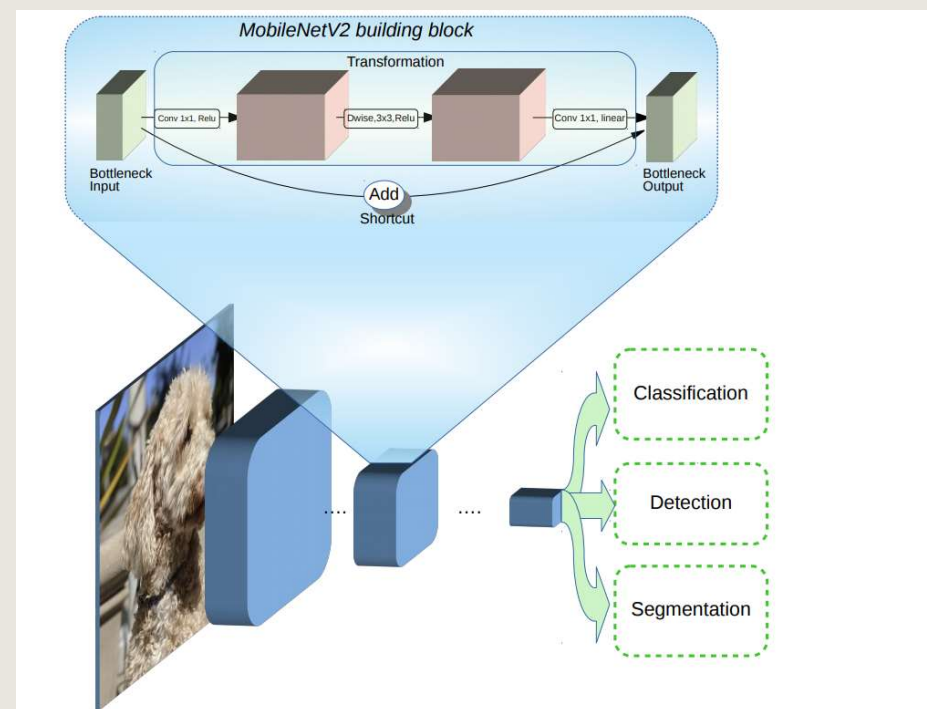 MobileNetV2 building block
Transformation
Conv 1x1, Relu
Dwise,3x3,Relu
Conv 1x1, linear
Bottleneck
Input
Bottleneck
Output
Add
Shortcut
Classification
....
....
Detection
Segmentation